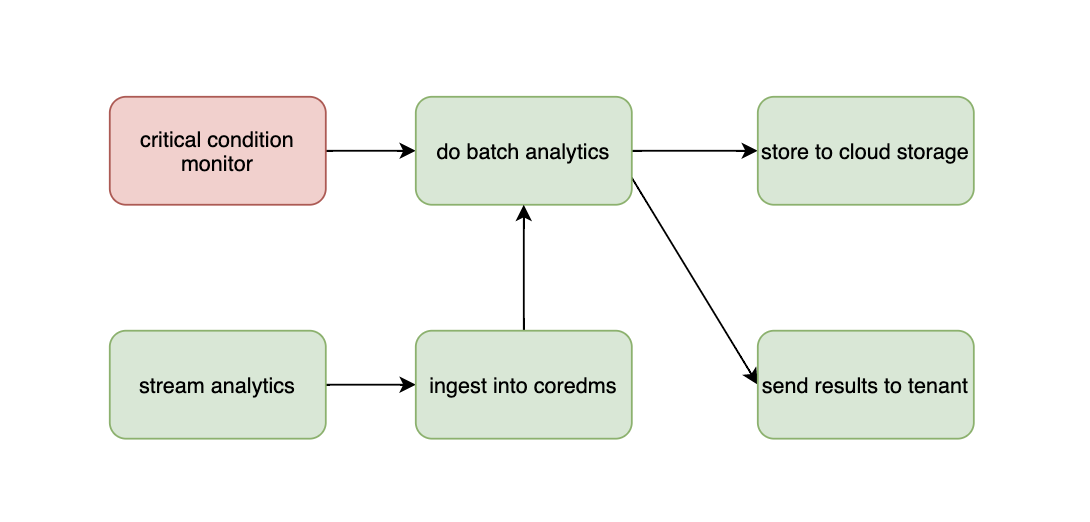 critical condition
monitor
do batch analytics
store to cloud storage
stream analytics
ingest into coredms
send results to tenant